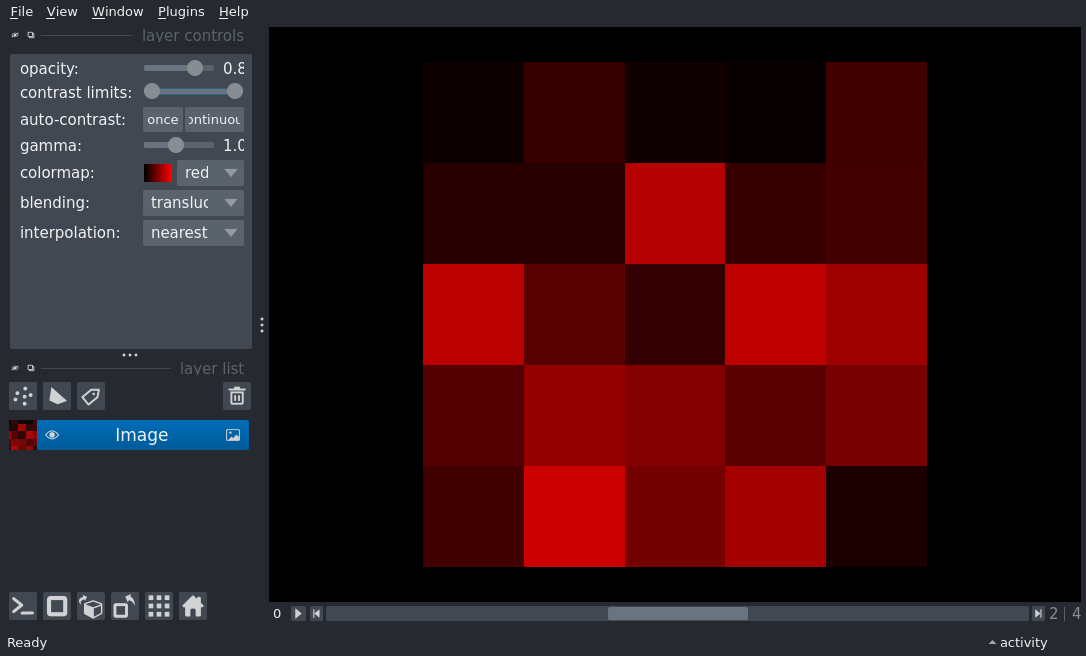 File View Window Plugins Help
layer controls
opacity: 0.8
contrast limits:
auto-contrast: once ontinuou
gamma: 1.0
colormap: red
blending: transluc
interpolation: nearest
layer list
Image
0 2 | 4
Ready activity